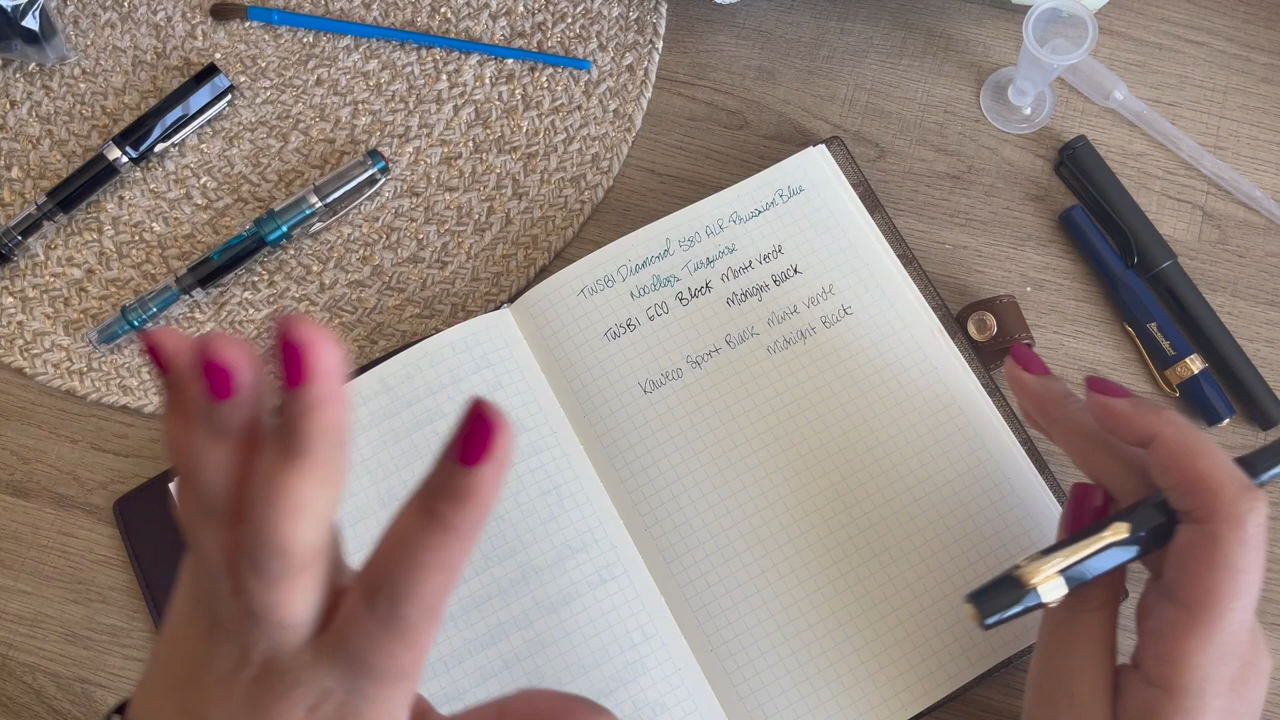 TWSBI Diamond 580 ALR Prussian Blue
Noodlers Turquoise
TWSBI ECO Black Monte Verde
Midnight Black
Kaweco Sport Black Monte Verde
Midnight Black